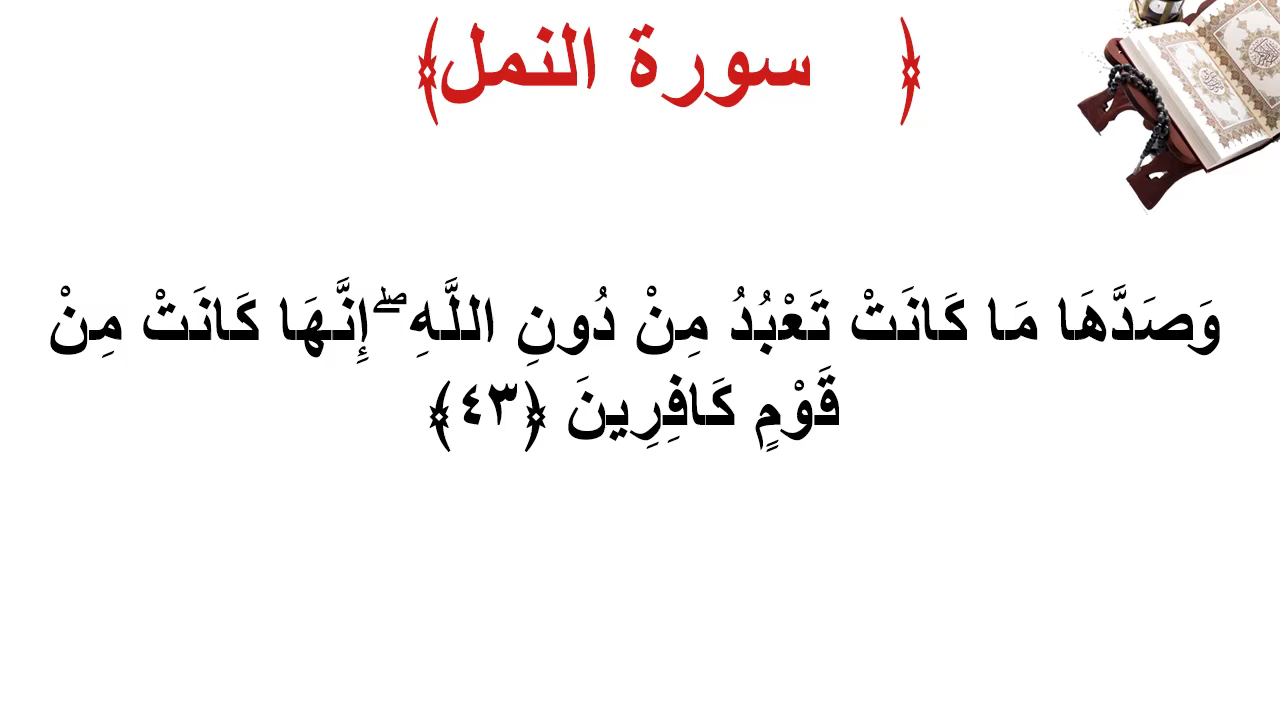 ﴿ سورة النمل﴾
وَصَدَّهَا مَا كَانَتْ تَعْبُدُ مِنْ دُونِ اللَّهِ ۖ إِنَّهَا كَانَتْ مِنْ
قَوْمٍ كَافِرِينَ ﴿٤٣﴾